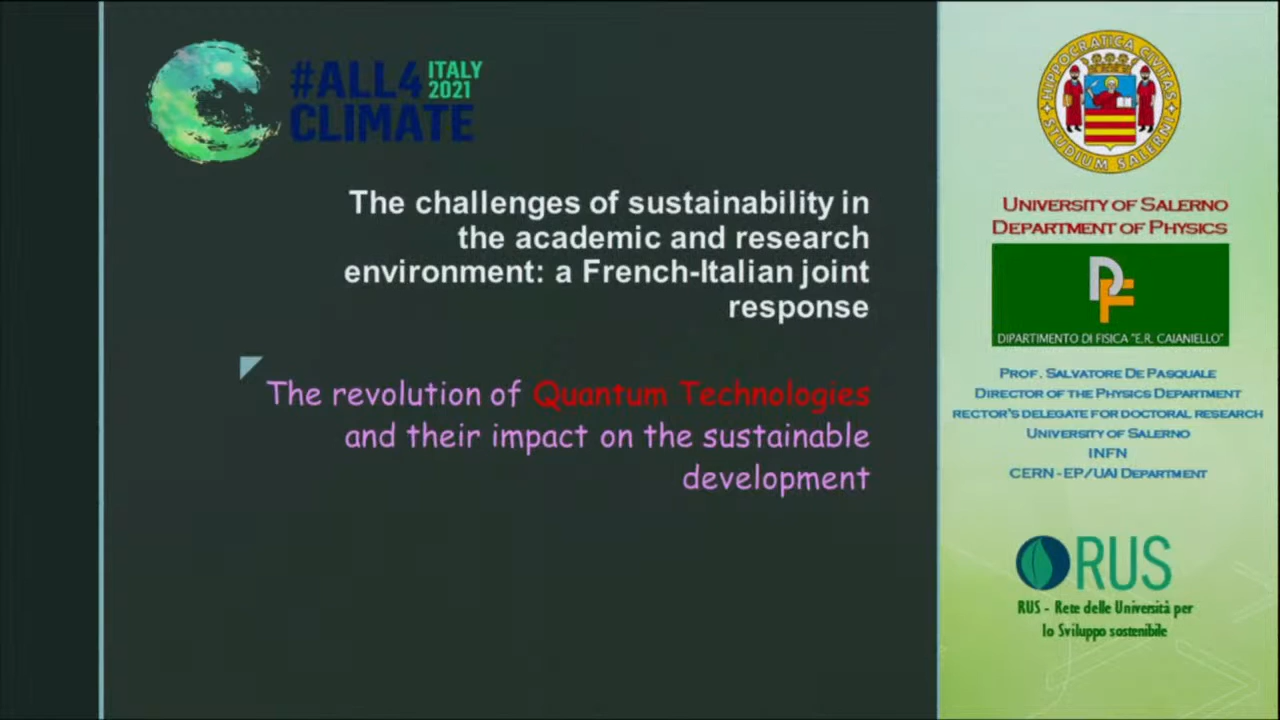 #ALL4
ITALY
2021
CLIMATE
The challenges of sustainability in
the academic and research
environment: a French-Italian joint
response
The revolution of Quantum Technologies
and their impact on the sustainable
development
HIPPOCRATICA CIVITAS
STUDIUM SALERNI
UNIVERSITY OF SALERNO
DEPARTMENT OF PHYSICS
DF
DIPARTIMENTO DI FISICA "E.R. CAIANIELLO"
PROF. SALVATORE DE PASQUALE
DIRECTOR OF THE PHYSICS DEPARTMENT
RECTOR'S DELEGATE FOR DOCTORAL RESEARCH
UNIVERSITY OF SALERNO
INFN
CERN-EP/UAI DEPARTMENT
RUS
RUS - Rete delle Università per
lo Sviluppo sostenibile